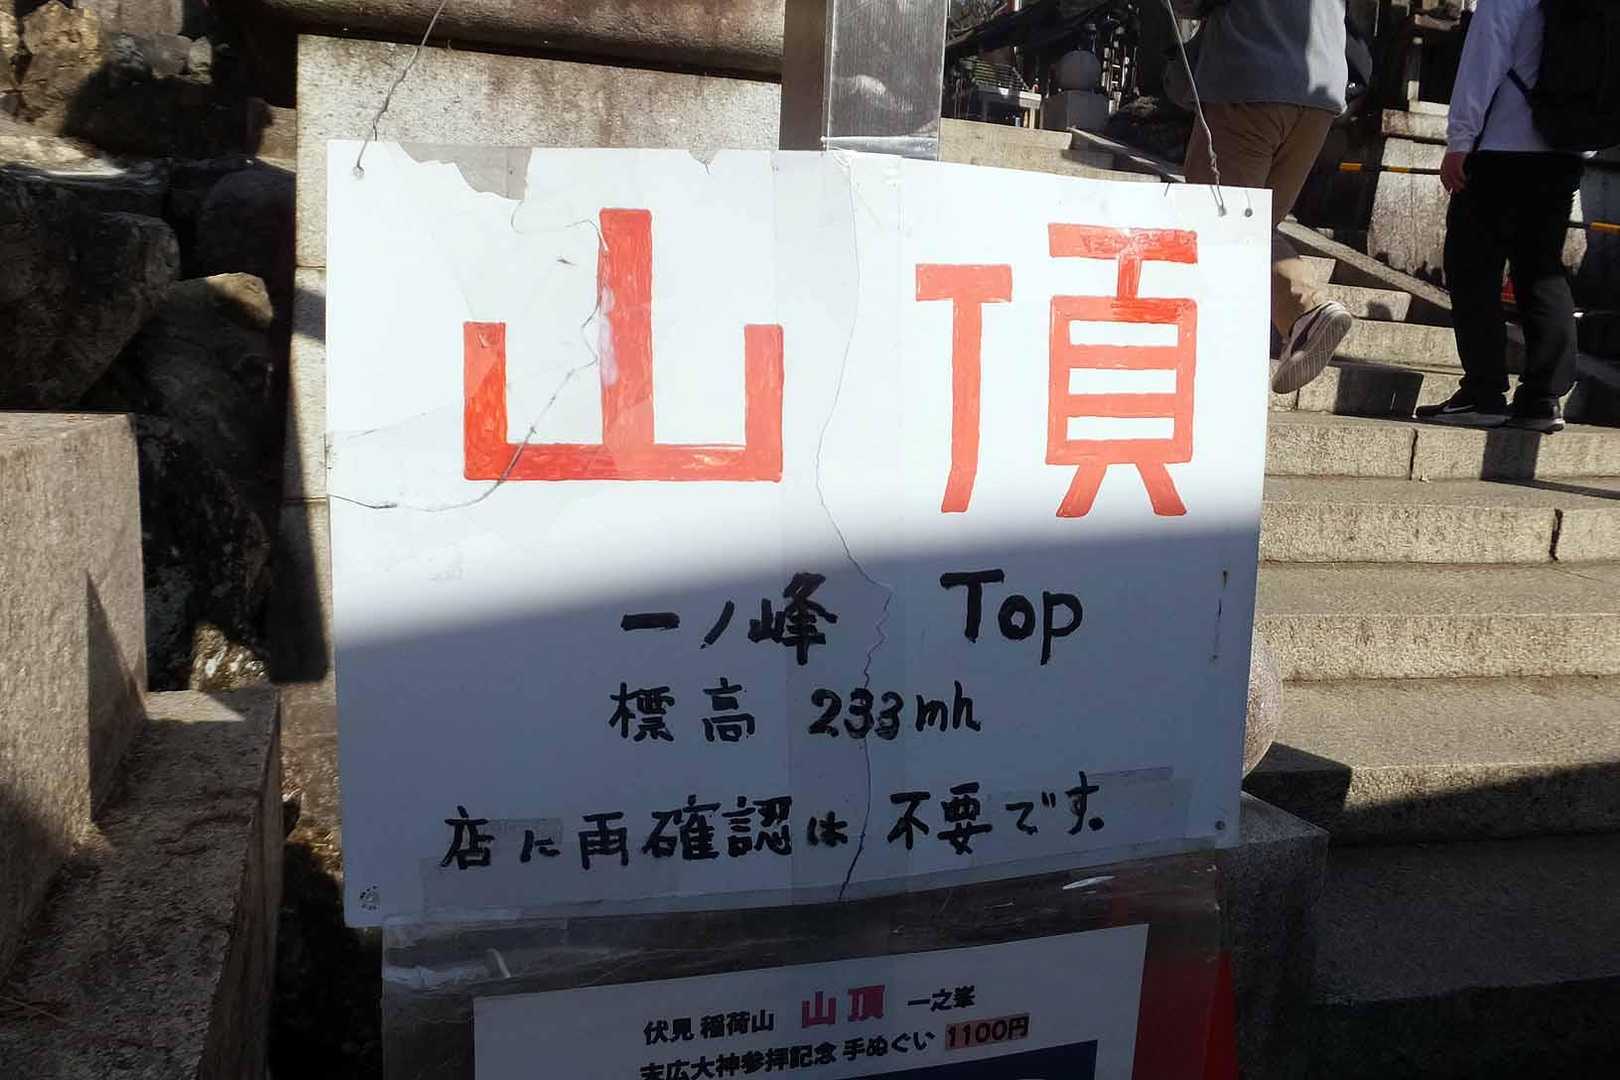 山頂
一ノ峰 Top
標高 233mh
店に再確認は不要です。
伏見稲荷山 山頂 一之峯
末広大神参拝記念手ぬぐい 1100円